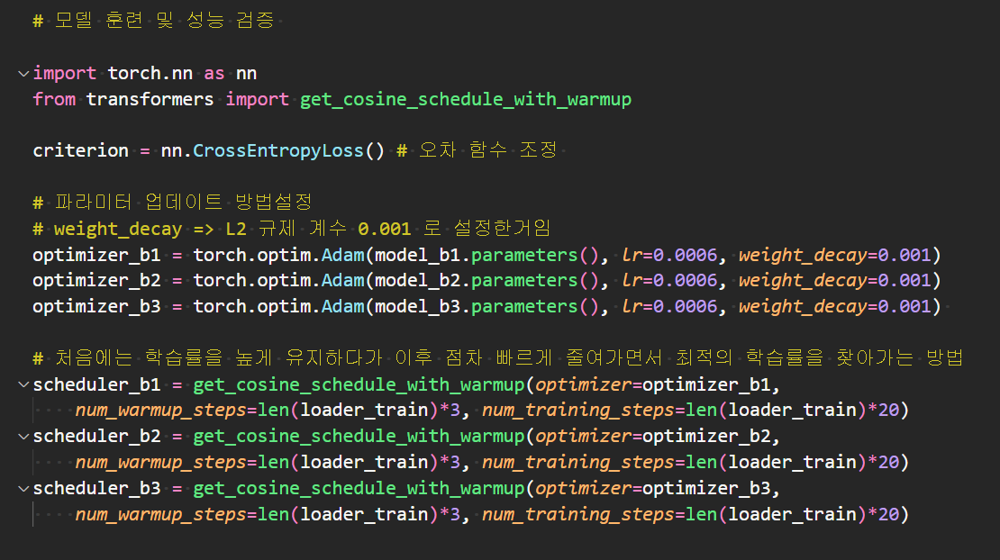 # 모델 훈련 및 성능 검증
import torch.nn as nn
from transformers import get_cosine_schedule_with_warmup
criterion = nn.CrossEntropyLoss() # 오차 함수 조정
# 파라미터 업데이트 방법설정
# weight_decay => L2 규제 계수 0.001 로 설정한거임
optimizer_b1 = torch.optim.Adam(model_b1.parameters(), lr=0.0006, weight_decay=0.001)
optimizer_b2 = torch.optim.Adam(model_b2.parameters(), lr=0.0006, weight_decay=0.001)
optimizer_b3 = torch.optim.Adam(model_b3.parameters(), lr=0.0006, weight_decay=0.001)
# 처음에는 학습률을 높게 유지하다가 이후 점차 빠르게 줄여가면서 최적의 학습률을 찾아가는 방법
scheduler_b1 = get_cosine_schedule_with_warmup(optimizer=optimizer_b1,
    num_warmup_steps=len(loader_train)*3, num_training_steps=len(loader_train)*20)
scheduler_b2 = get_cosine_schedule_with_warmup(optimizer=optimizer_b2,
    num_warmup_steps=len(loader_train)*3, num_training_steps=len(loader_train)*20)
scheduler_b3 = get_cosine_schedule_with_warmup(optimizer=optimizer_b3,
    num_warmup_steps=len(loader_train)*3, num_training_steps=len(loader_train)*20)